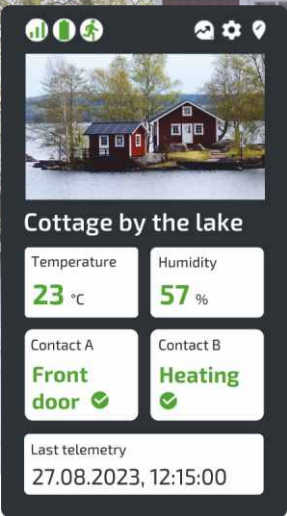 Cottage by the lake
Temperature
23 °C
Humidity
57 %
Contact A
Front
door
Contact B
Heating
Last telemetry
27.08.2023, 12:15:00